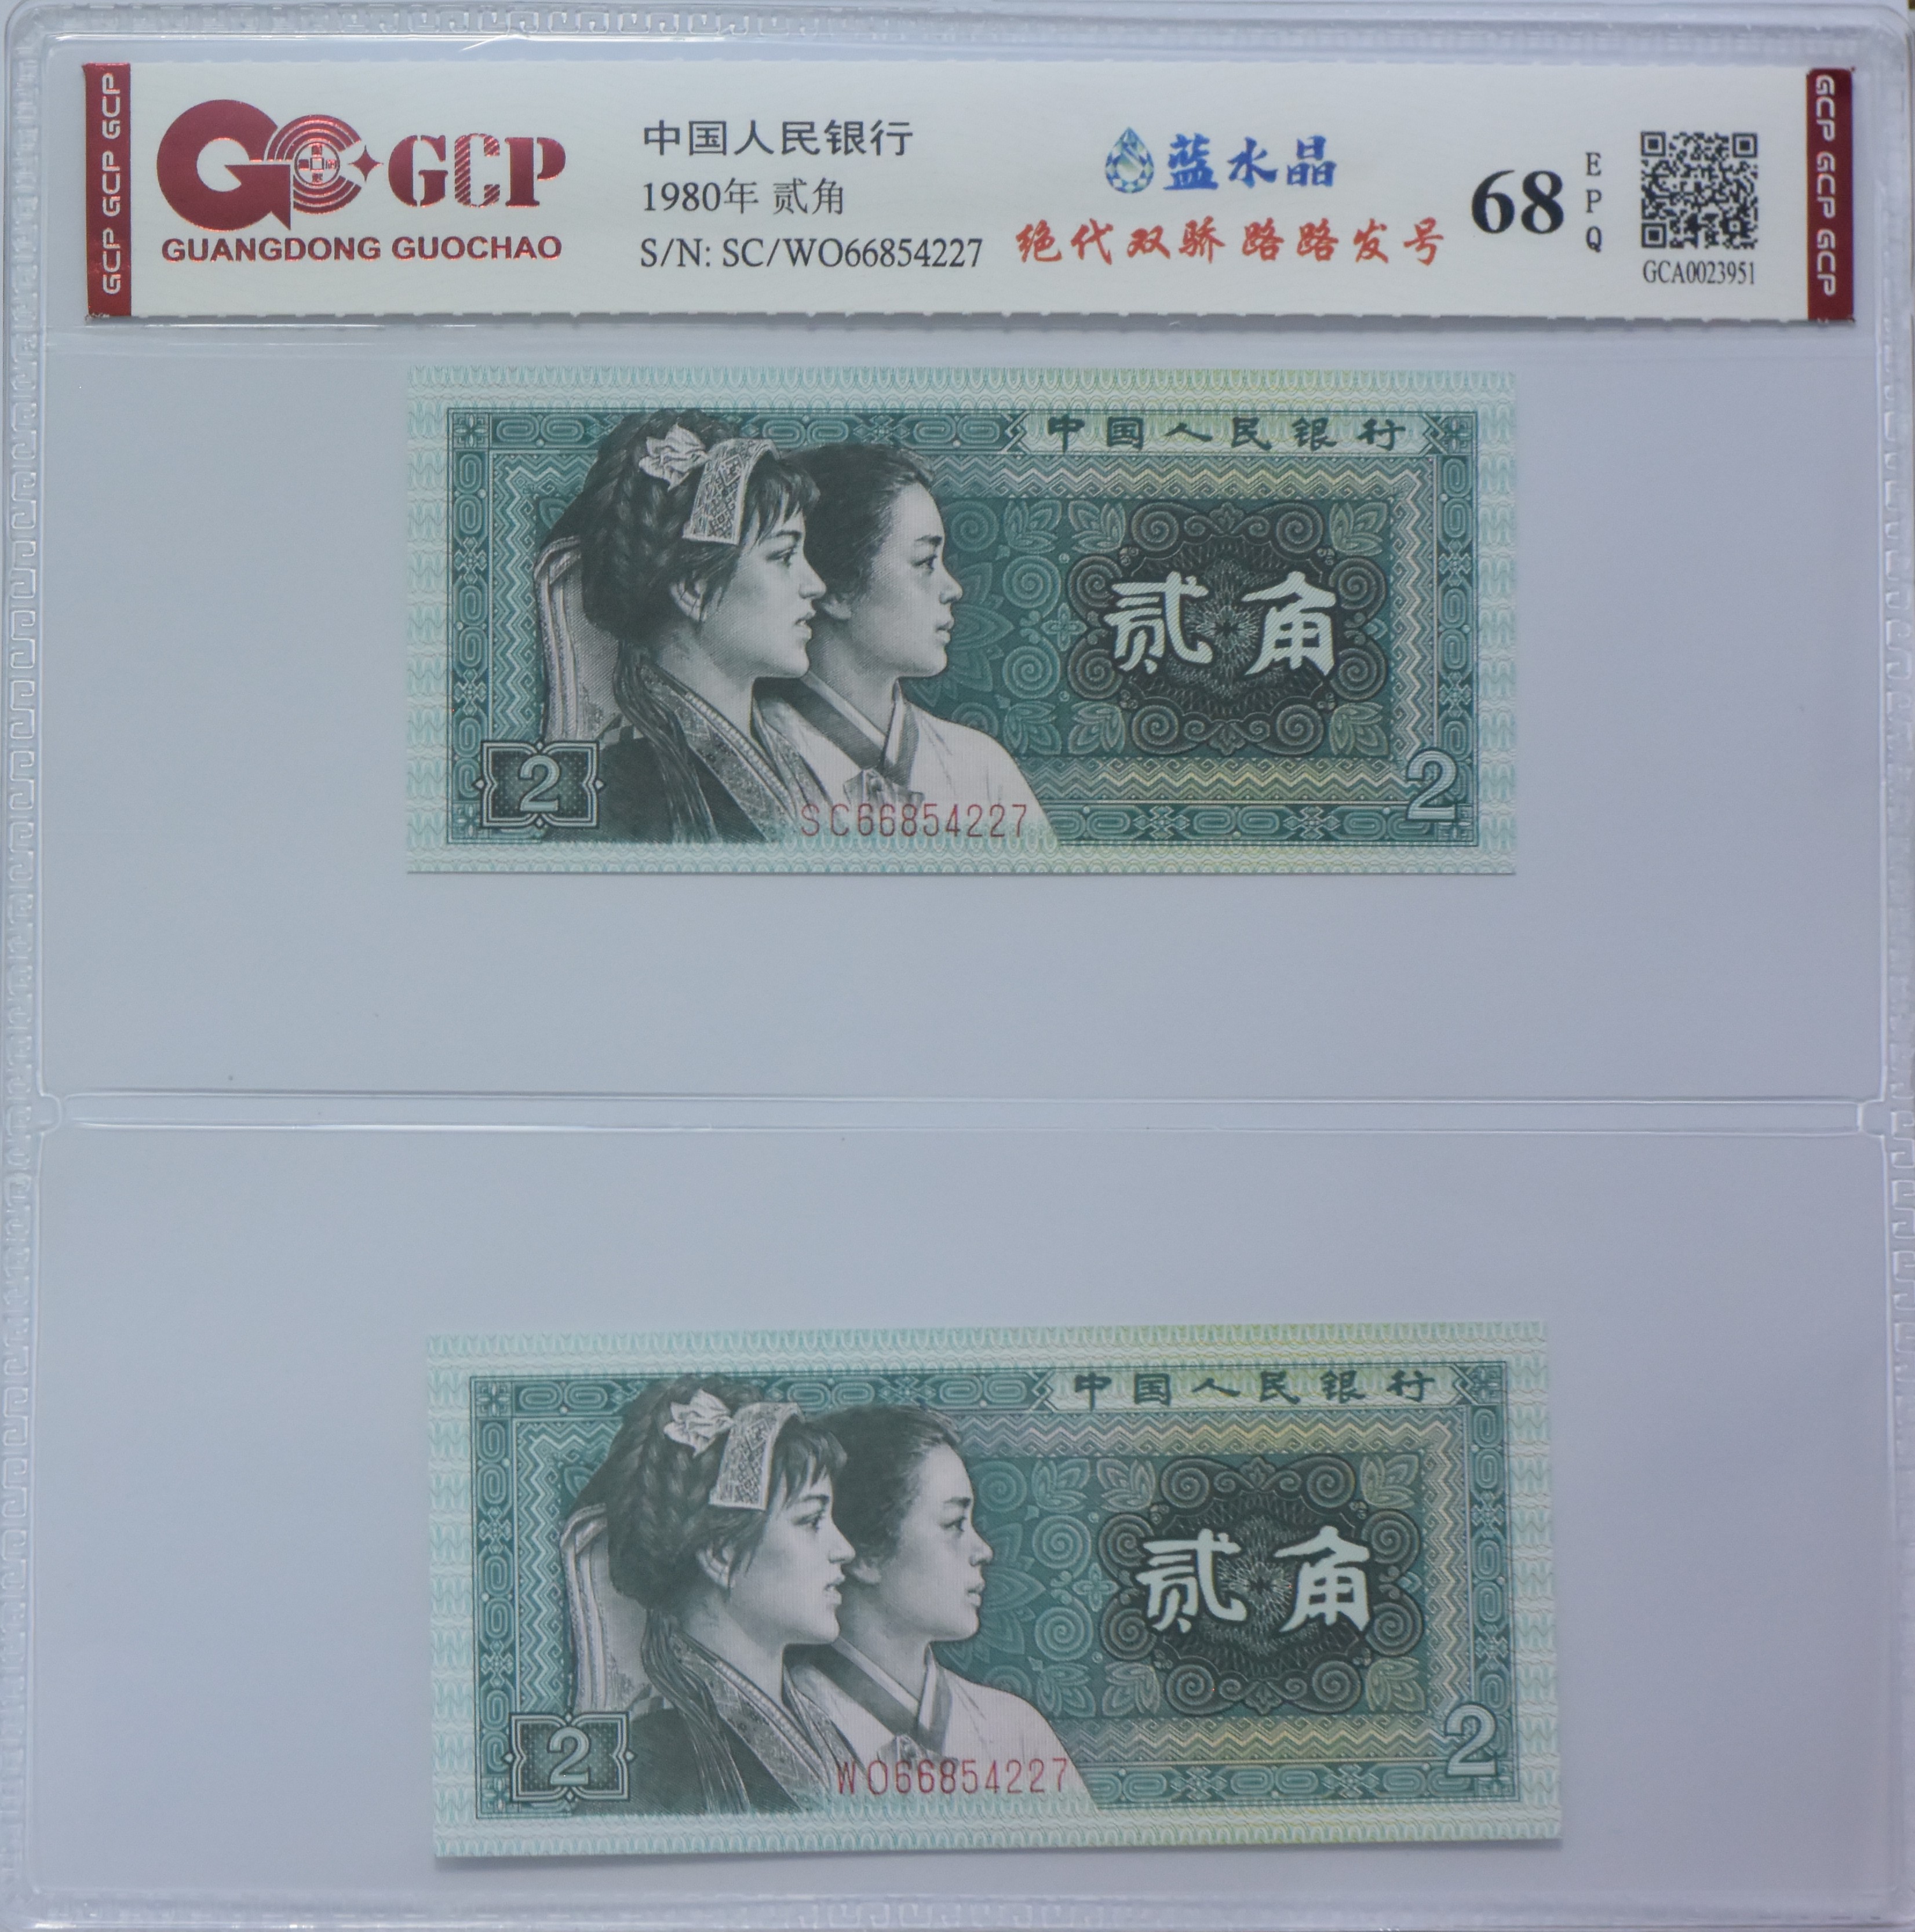 GCP GCP GCP
GCP
GUANGDONG GUOCHAO
中国人民银行
1980年 贰角
S/N: SC/WO66854227
蓝水晶
绝代双骄 路路发号
68
E
P
Q
GCA0023951
GCP GCP GCP
中国人民银行
贰角
2
SC66854227
2
中国人民银行
贰角
2
WO66854227
2